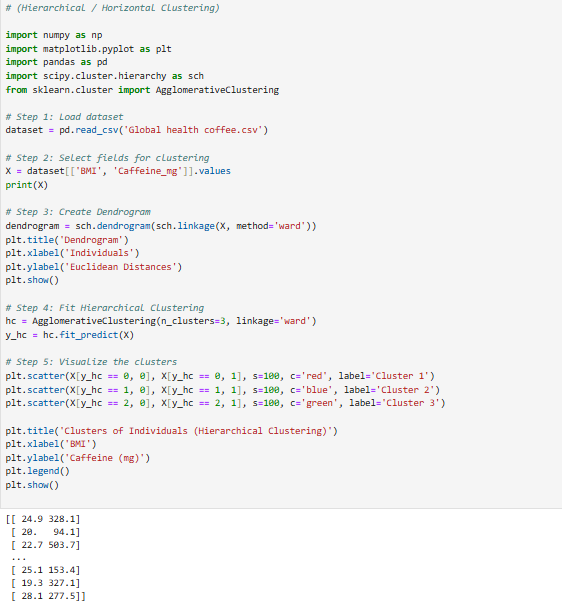 # (Hierarchical / Horizontal Clustering)
import numpy as np
import matplotlib.pyplot as plt
import pandas as pd
import scipy.cluster.hierarchy as sch
from sklearn.cluster import AgglomerativeClustering
# Step 1: Load dataset
dataset = pd.read_csv('Global health coffee.csv')
# Step 2: Select fields for clustering
X = dataset[['BMI', 'Caffeine_mg']].values
print(X)
# Step 3: Create Dendrogram
dendrogram = sch.dendrogram(sch.linkage(X, method='ward'))
plt.title('Dendrogram')
plt.xlabel('Individuals')
plt.ylabel('Euclidean Distances')
plt.show()
# Step 4: Fit Hierarchical Clustering
hc = AgglomerativeClustering(n_clusters=3, linkage='ward')
y_hc = hc.fit_predict(X)
# Step 5: Visualize the clusters
plt.scatter(X[y_hc == 0, 0], X[y_hc == 0, 1], s=100, c='red', label='Cluster 1')
plt.scatter(X[y_hc == 1, 0], X[y_hc == 1, 1], s=100, c='blue', label='Cluster 2')
plt.scatter(X[y_hc == 2, 0], X[y_hc == 2, 1], s=100, c='green', label='Cluster 3')
plt.title('Clusters of Individuals (Hierarchical Clustering)')
plt.xlabel('BMI')
plt.ylabel('Caffeine (mg)')
plt.legend()
plt.show()
[[ 24.9 328.1]
 [ 20.   94.1]
 [ 22.7 503.7]
 ...
 [ 25.1 153.4]
 [ 19.3 327.1]
 [ 28.1 277.5]]